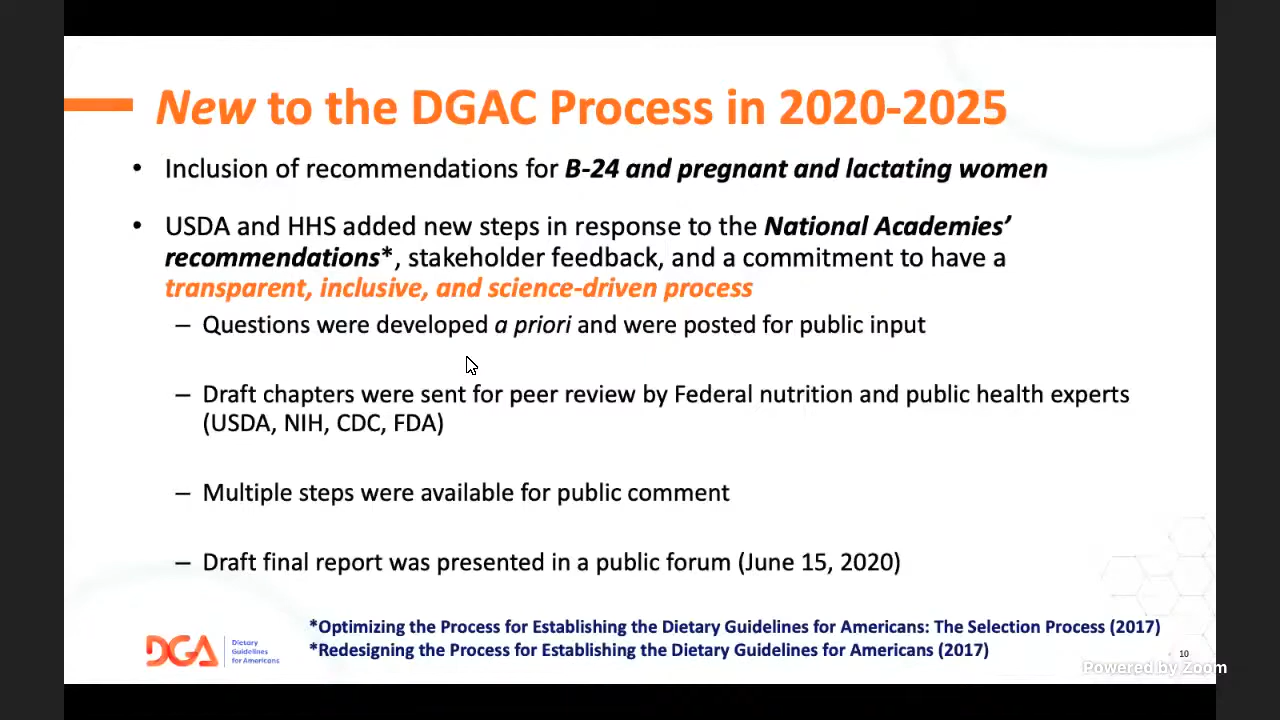 New to the DGAC Process in 2020-2025
• Inclusion of recommendations for B-24 and pregnant and lactating women
• USDA and HHS added new steps in response to the National Academies’
recommendations*, stakeholder feedback, and a commitment to have a
transparent, inclusive, and science-driven process
– Questions were developed a priori and were posted for public input
– Draft chapters were sent for peer review by Federal nutrition and public health experts
(USDA, NIH, CDC, FDA)
– Multiple steps were available for public comment
– Draft final report was presented in a public forum (June 15, 2020)
*Optimizing the Process for Establishing the Dietary Guidelines for Americans: The Selection Process (2017)
*Redesigning the Process for Establishing the Dietary Guidelines for Americans (2017)
DGA
Dietary
Guidelines
for Americans
10
Powered by Zoom